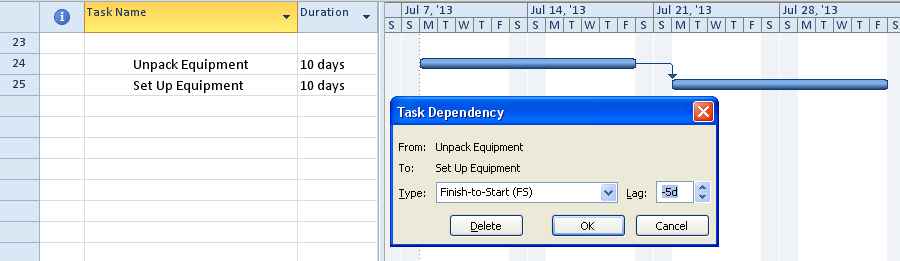 Task Name Duration Jul 7, '13 Jul 14, '13 Jul 21, '13 Jul 28, '13
S S M T W T F S S M T W T F S S M T W T F S S M T W T F S
23
24 Unpack Equipment 10 days
25 Set Up Equipment 10 days
Task Dependency
From: Unpack Equipment
To: Set Up Equipment
Type: Finish-to-Start (FS) Lag: -5d
Delete OK Cancel